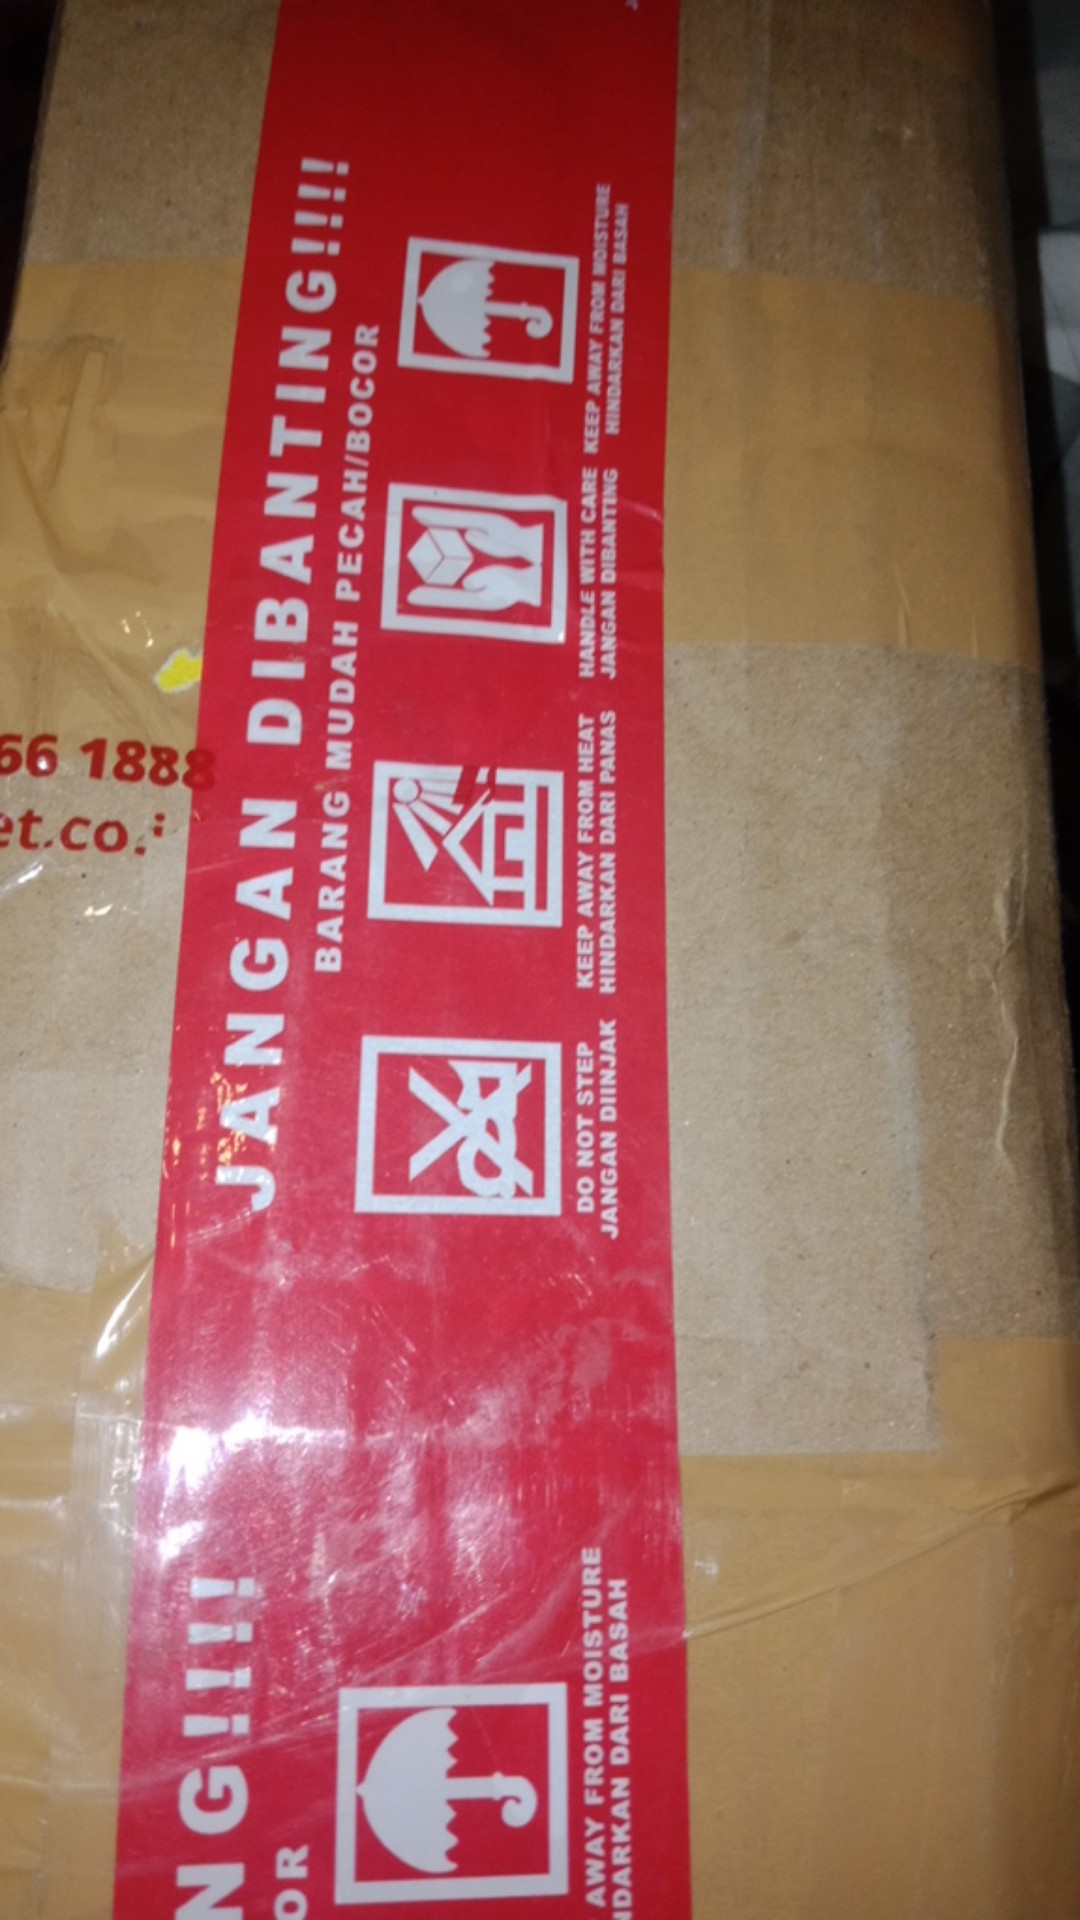 JANGAN DIBANTING!!!!
BARANG MUDAH PECAH/BOCOR
DO NOT STEP
JANGAN DIINJAK
KEEP AWAY FROM HEAT
HINDARKAN DARI PANAS
HANDLE WITH CARE
JANGAN DIBANTING
KEEP AWAY FROM MOISTURE
HINDARKAN DARI BASAH
66 1888
et.co.
NG!!!!
OR
AWAY FROM MOISTURE
NDARKAN DARI BASAH